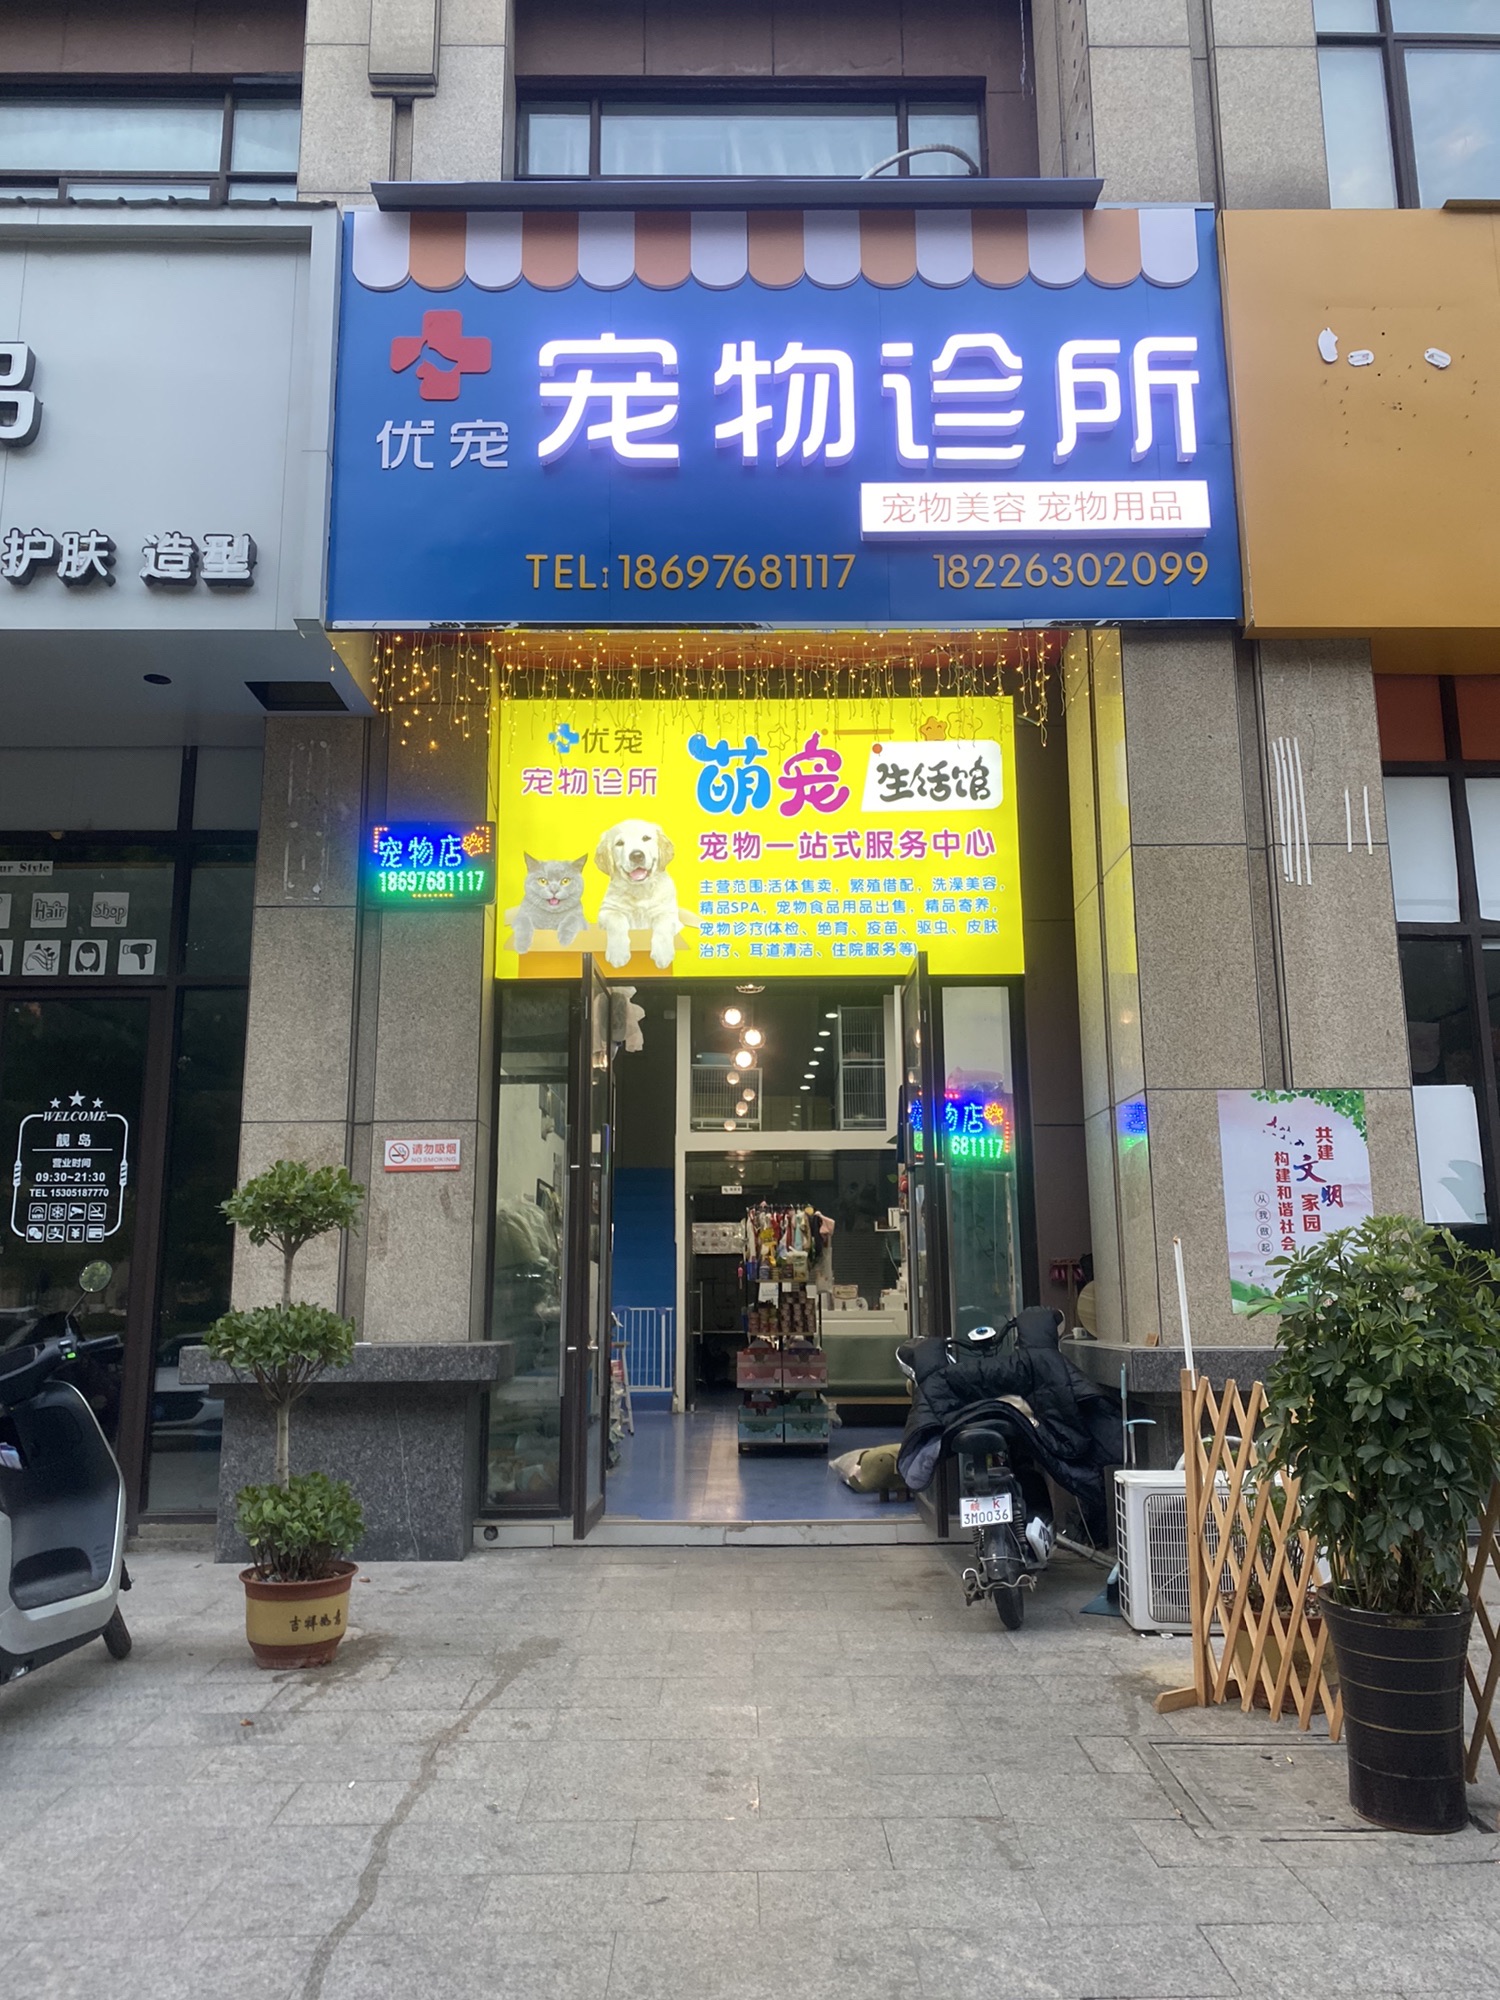 优宠
宠物诊所
宠物美容 宠物用品
TEL:18697681117 18226302099
护肤 造型
优宠
宠物诊所
萌宠
生活馆
宠物一站式服务中心
主营范围:活体售卖、繁殖借配、洗澡美容、
精品SPA、宠物食品用品出售、精品寄养、
宠物诊疗(体检、绝育、疫苗、驱虫、皮肤
治疗、耳道清洁、住院服务等)
宠物店
18697681117
ur Style
Hair
Shop
WELCOME
靓岛
营业时间
09:30~21:30
TEL 15305187770
请勿吸烟
NO SMOKING
物店
681117
共建
文明
家园
构建和谐社会
从我做起
皖 K
3M0036